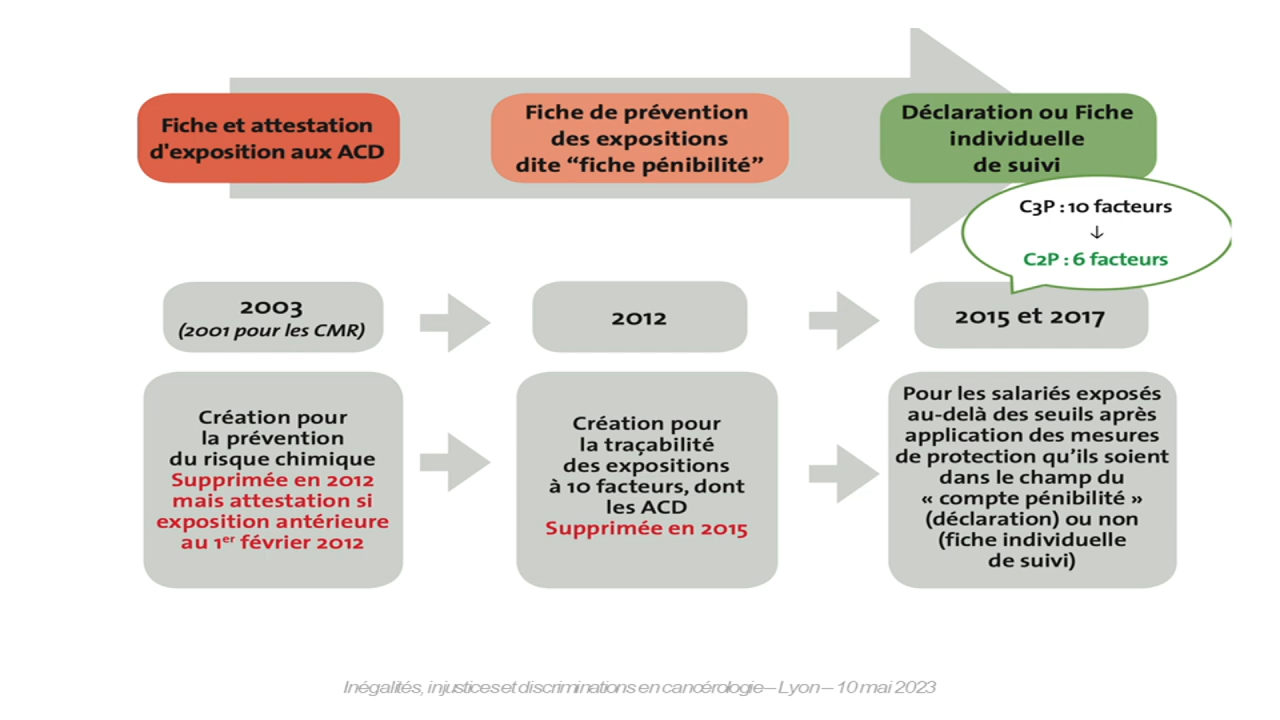 Fiche et attestation
d'exposition aux ACD
Fiche de prévention
des expositions
dite “fiche pénibilité”
Déclaration ou Fiche
individuelle
de suivi
C3P : 10 facteurs
↓
C2P : 6 facteurs
2003
(2001 pour les CMR)
2012
2015 et 2017
Création pour
la prévention
du risque chimique
Supprimée en 2012
mais attestation si
exposition antérieure
au 1er février 2012
Création pour
la traçabilité
des expositions
à 10 facteurs, dont
les ACD
Supprimée en 2015
Pour les salariés exposés
au-delà des seuils après
application des mesures
de protection qu’ils soient
dans le champ du
« compte pénibilité »
(déclaration) ou non
(fiche individuelle
de suivi)
Inégalités, injustices et discriminations en cancérologie – Lyon – 10 mai 2023